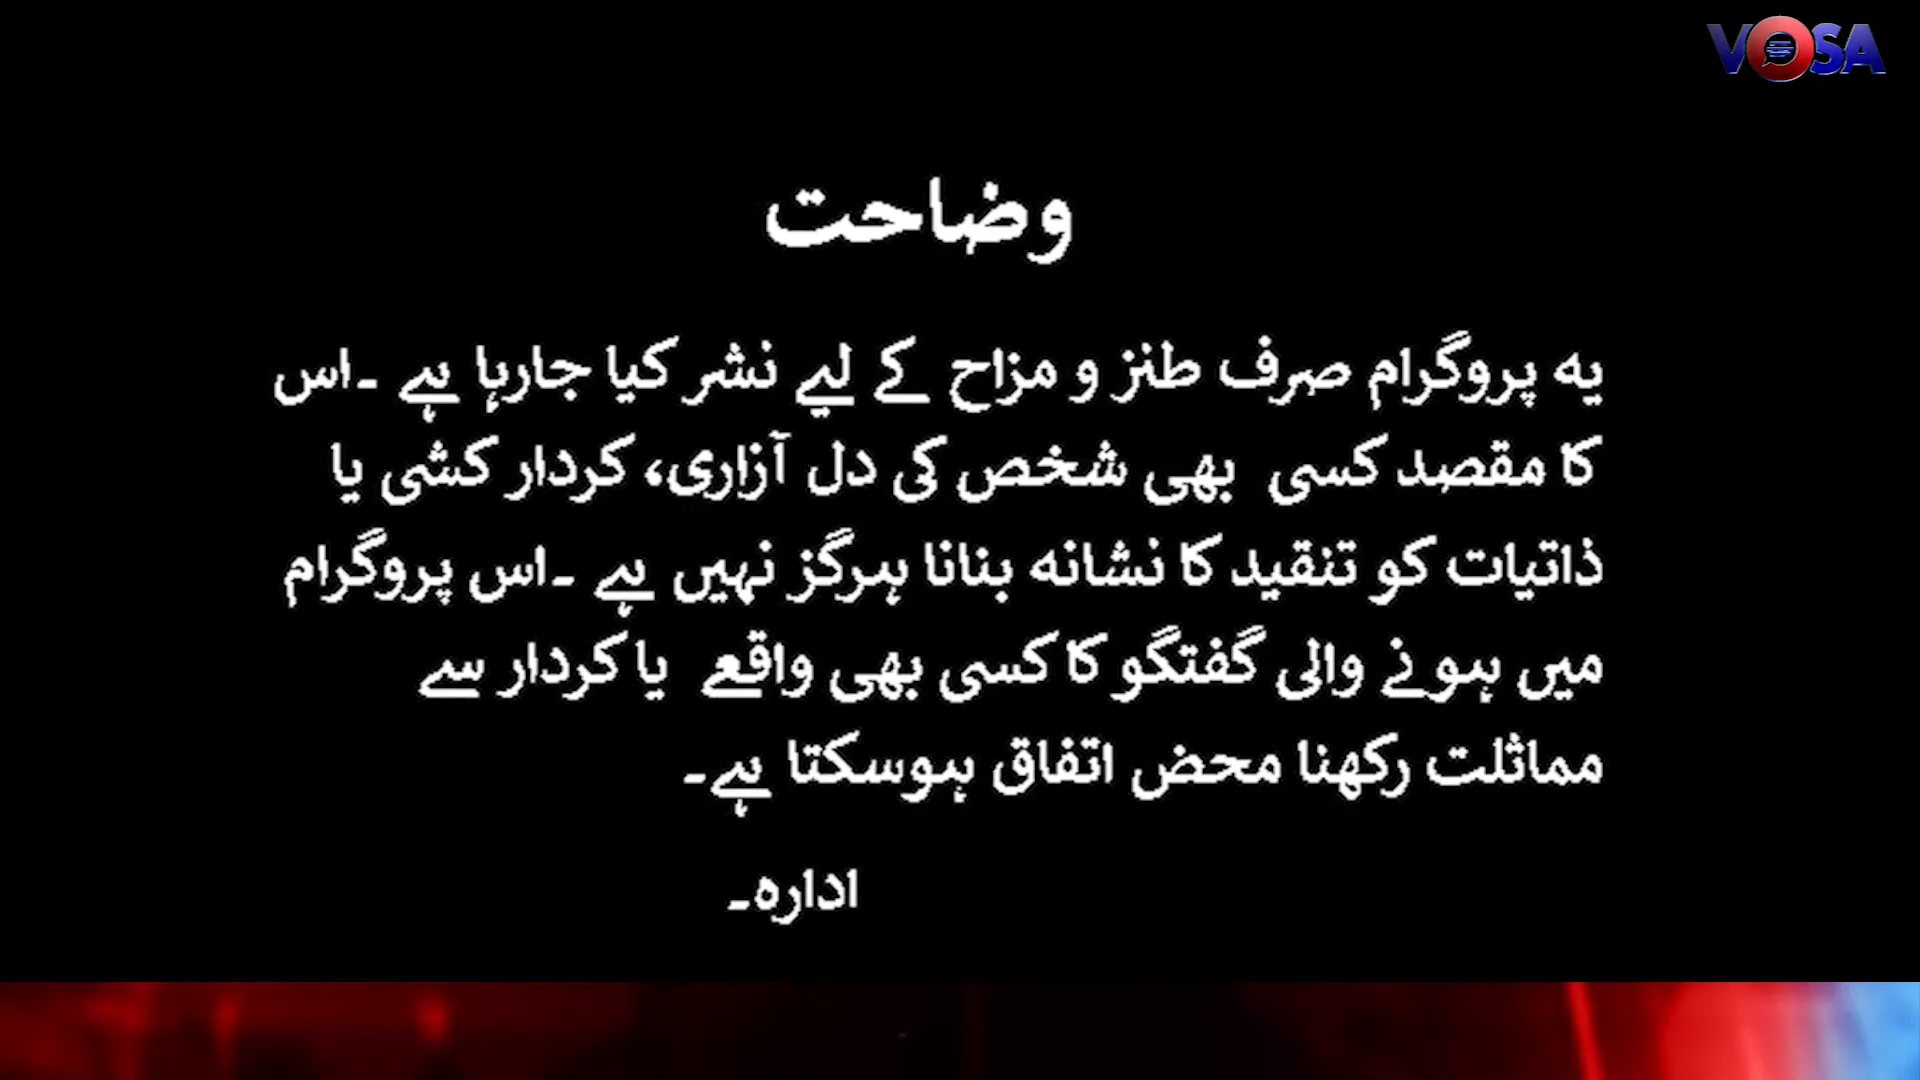 VOSA
وضاحت
یہ پروگرام صرف طنز و مزاح کے لیے نشر کیا جارہا ہے ۔اس
کا مقصد کسی بھی شخص کی دل آزاری، کردار کشی یا
ذاتیات کو تنقید کا نشانہ بنانا ہرگز نہیں ہے ۔اس پروگرام
میں ہونے والی گفتگو کا کسی بھی واقعے یا کردار سے
مماثلت رکھنا محض اتفاق ہوسکتا ہے۔
ادارہ۔